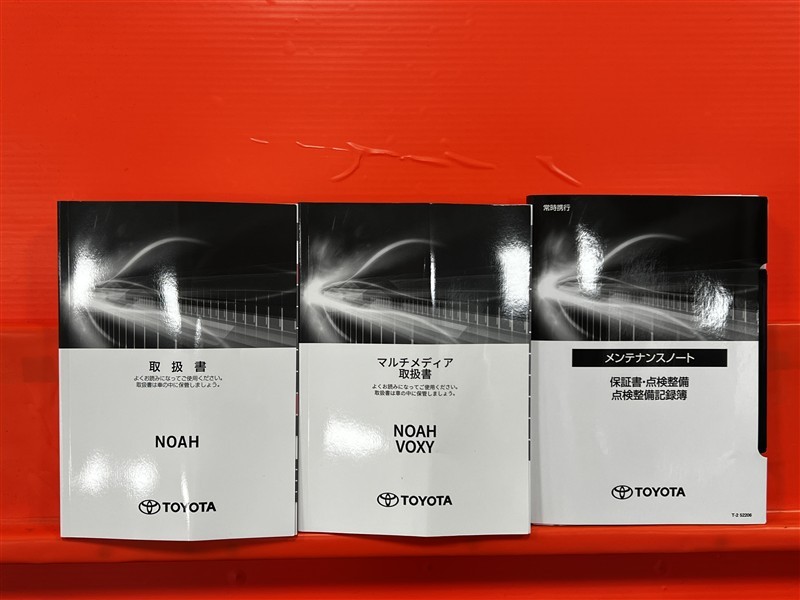 取扱書
よくお読みになってご使用ください。
取扱書は車の中に保管しましょう。
NOAH
TOYOTA
マルチメディア
取扱書
よくお読みになってご使用ください。
取扱書は車の中に保管しましょう。
NOAH
VOXY
TOYOTA
常時携行
メンテナンスノート
保証書・点検整備
点検整備記録簿
TOYOTA
T-2 52206